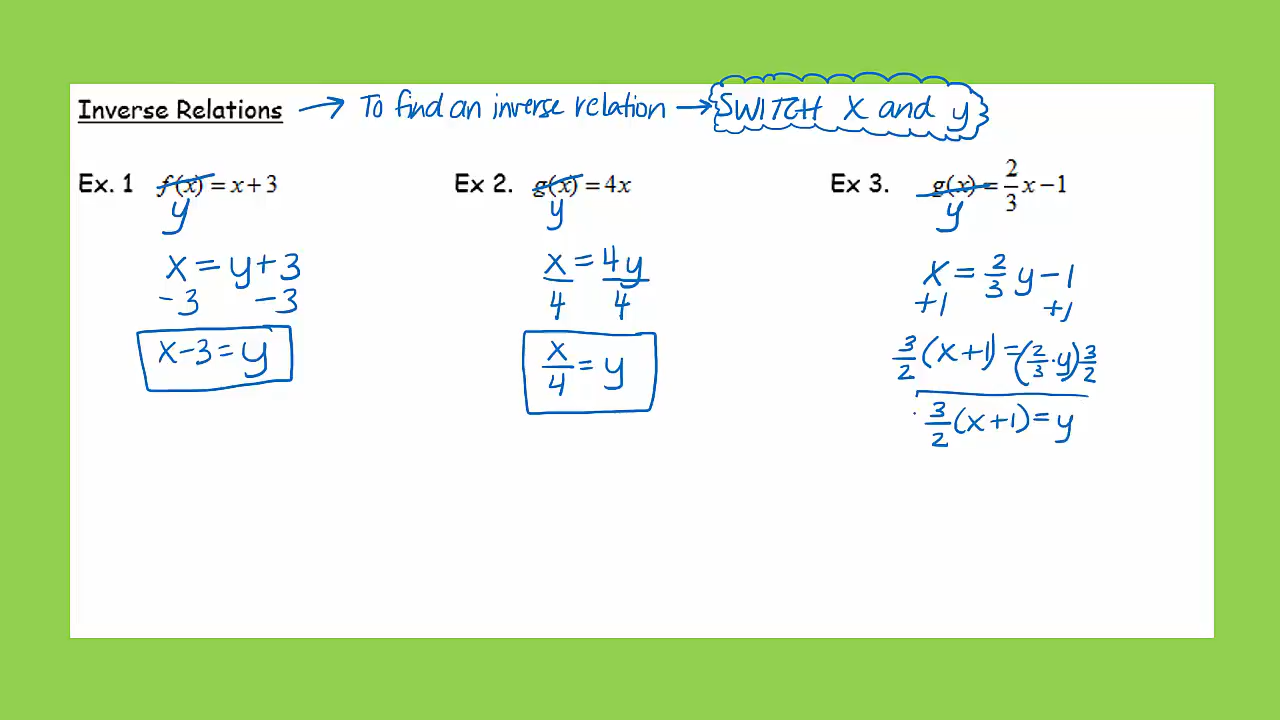 Inverse Relations → To find an inverse relation → SWITCH X and y
Ex. 1 f(x) = x + 3
y
x = y + 3
-3 -3
x - 3 = y
Ex 2. g(x) = 4x
y
x = 4y
4 4
x/4 = y
Ex 3. g(x) = 2/3 x - 1
y
x = 2/3 y - 1
+1 +1
3/2 (x + 1) = (2/3 · y) 3/2
3/2 (x + 1) = y